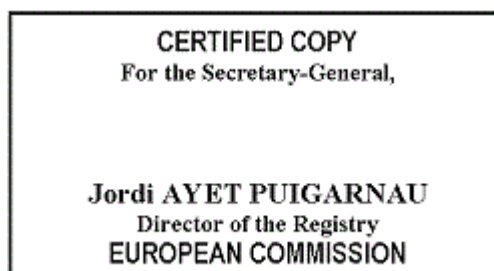 CERTIFIED COPY
For the Secretary-General,
Jordi AYET PUIGARNAU
Director of the Registry
EUROPEAN COMMISSION